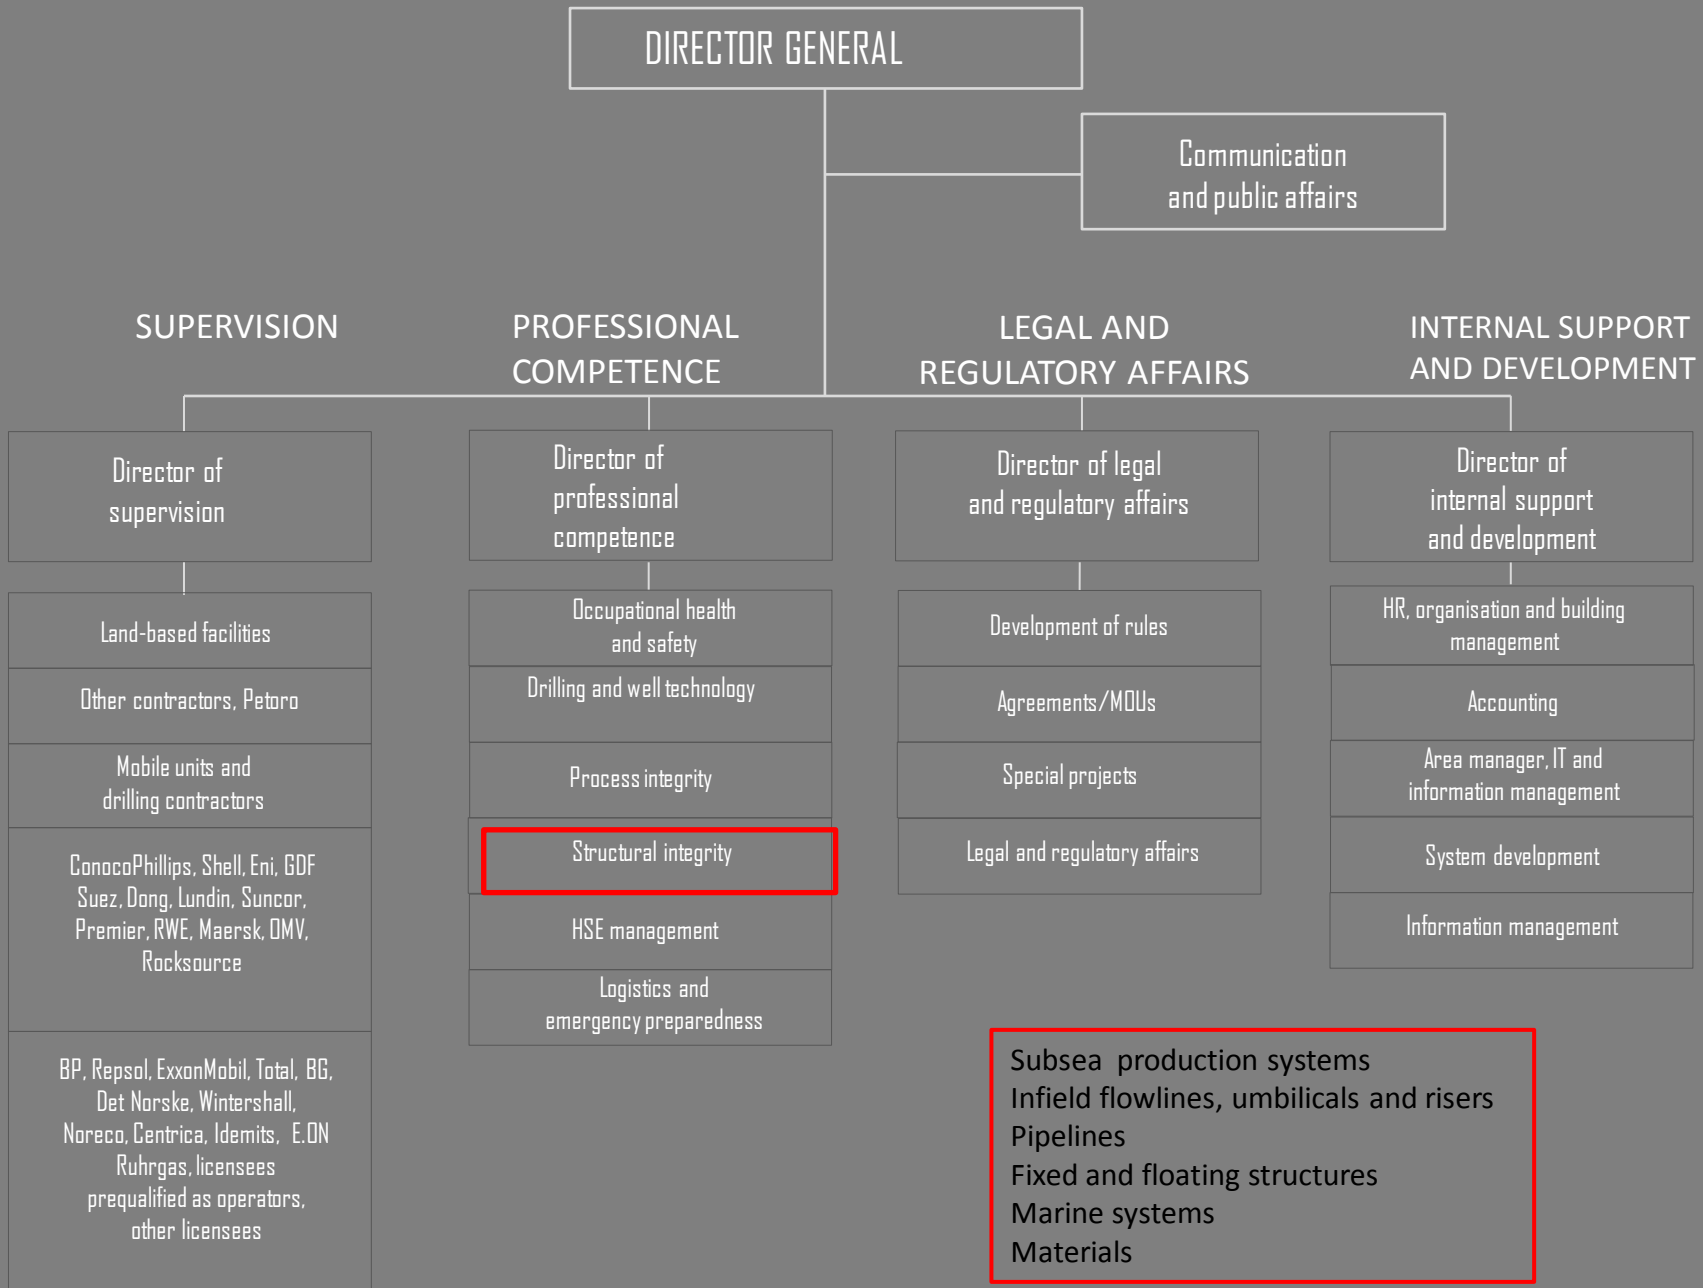 DIRECTOR GENERAL
Communication
and public affairs
SUPERVISION
PROFESSIONAL
COMPETENCE
LEGAL AND
REGULATORY AFFAIRS
INTERNAL SUPPORT
AND DEVELOPMENT
Director of
supervision
Land-based facilities
Other contractors, Petoro
Mobile units and
drilling contractors
ConocoPhillips, Shell, Eni, GDF
Suez, Dong, Lundin, Suncor,
Premier, RWE, Maersk, OMV,
Rocksource
BP, Repsol, ExxonMobil, Total, BG,
Det Norske, Wintershall,
Noreco, Centrica, Idemits, E.ON
Ruhrgas, licensees
prequalified as operators,
other licensees
Director of
professional
competence
Occupational health
and safety
Drilling and well technology
Process integrity
Structural integrity
HSE management
Logistics and
emergency preparedness
Director of legal
and regulatory affairs
Development of rules
Agreements/MOUs
Special projects
Legal and regulatory affairs
Director of
internal support
and development
HR, organisation and building
management
Accounting
Area manager, IT and
information management
System development
Information management
Subsea production systems
Infield flowlines, umbilicals and risers
Pipelines
Fixed and floating structures
Marine systems
Materials